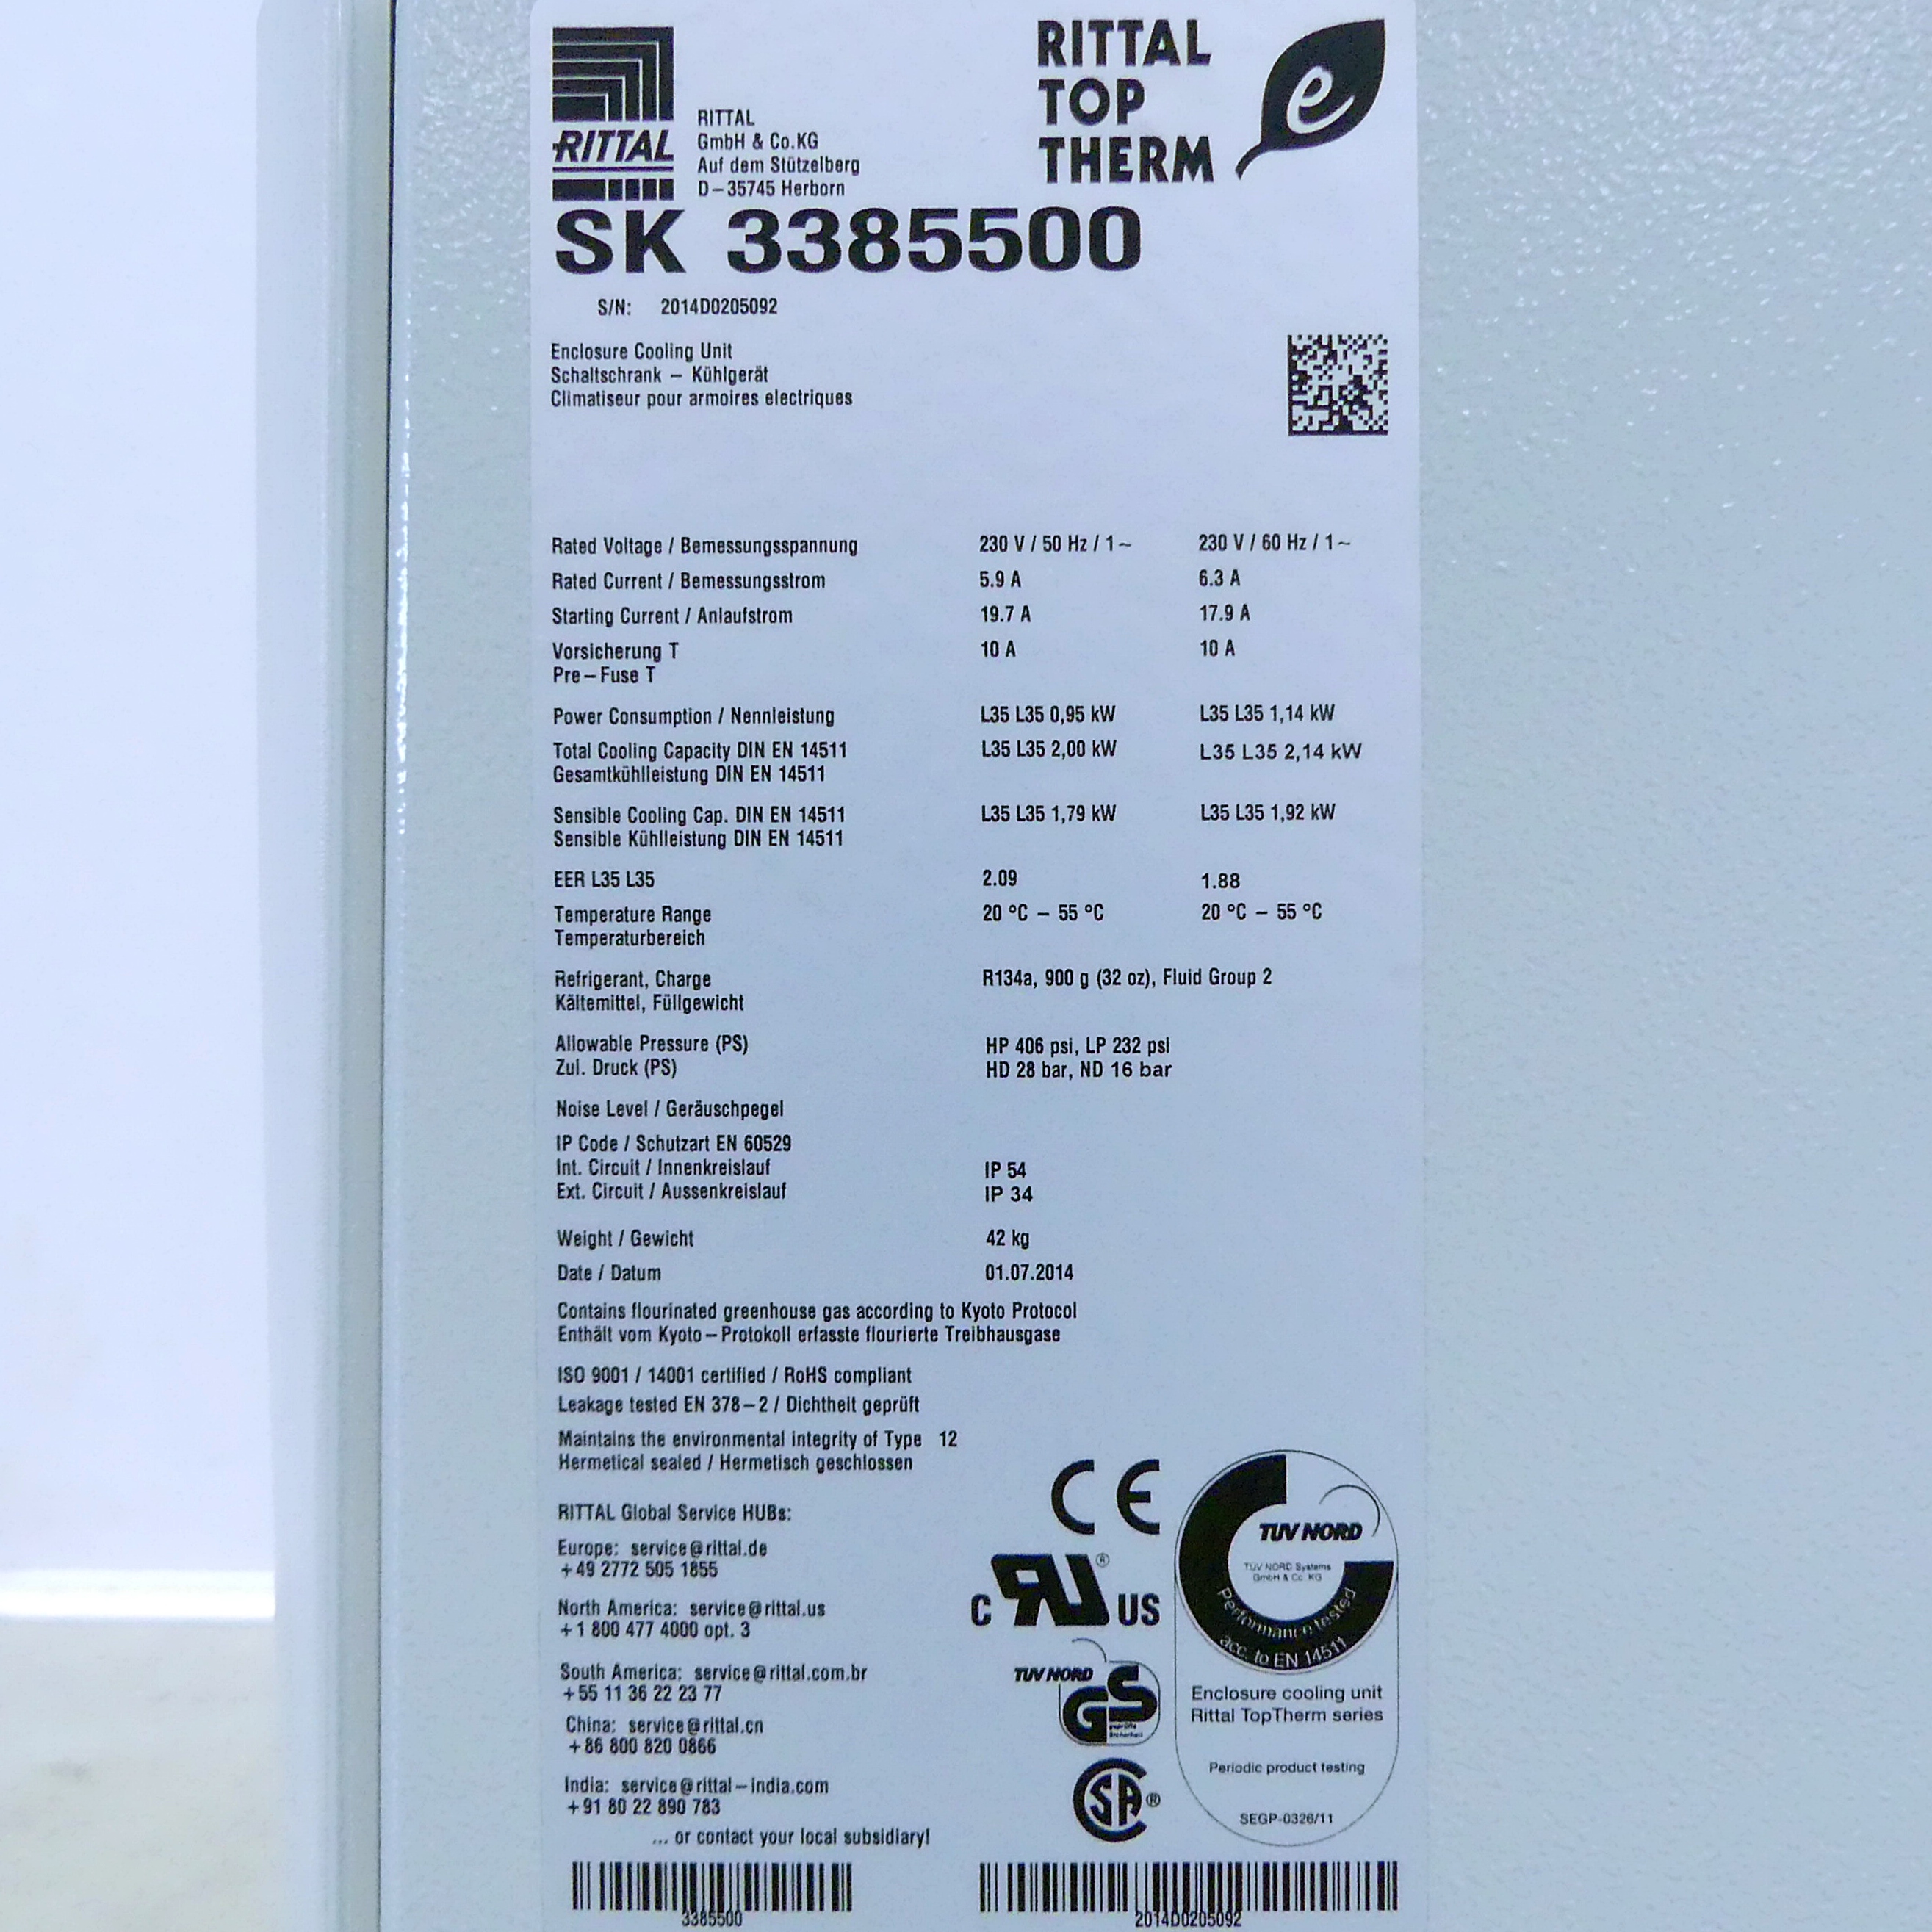 RITTAL
RITTAL
GmbH & Co.KG
Auf dem Stützelberg
D–35745 Herborn
RITTAL
TOP
THERM
e
SK 3385500
S/N: 2014D0205092
Enclosure Cooling Unit
Schaltschrank – Kühlgerät
Climatiseur pour armoires electriques
Rated Voltage / Bemessungsspannung 230 V / 50 Hz / 1~ 230 V / 60 Hz / 1~
Rated Current / Bemessungsstrom 5.9 A 6.3 A
Starting Current / Anlaufstrom 19.7 A 17.9 A
Vorsicherung T 10 A 10 A
Pre–Fuse T
Power Consumption / Nennleistung L35 L35 0,95 kW L35 L35 1,14 kW
Total Cooling Capacity DIN EN 14511 L35 L35 2,00 kW L35 L35 2,14 kW
Gesamtkühlleistung DIN EN 14511
Sensible Cooling Cap. DIN EN 14511 L35 L35 1,79 kW L35 L35 1,92 kW
Sensible Kühlleistung DIN EN 14511
EER L35 L35 2.09 1.88
Temperature Range 20 °C – 55 °C 20 °C – 55 °C
Temperaturbereich
Refrigerant, Charge R134a, 900 g (32 oz), Fluid Group 2
Kältemittel, Füllgewicht
Allowable Pressure (PS) HP 406 psi, LP 232 psi
Zul. Druck (PS) HD 28 bar, ND 16 bar
Noise Level / Geräuschpegel
IP Code / Schutzart EN 60529
Int. Circuit / Innenkreislauf IP 54
Ext. Circuit / Aussenkreislauf IP 34
Weight / Gewicht 42 kg
Date / Datum 01.07.2014
Contains flourinated greenhouse gas according to Kyoto Protocol
Enthält vom Kyoto–Protokoll erfasste flourierte Treibhausgase
ISO 9001 / 14001 certified / RoHS compliant
Leakage tested EN 378–2 / Dichtheit geprüft
Maintains the environmental integrity of Type 12
Hermetical sealed / Hermetisch geschlossen
RITTAL Global Service HUBs:
Europe: service@rittal.de
+49 2772 505 1855
North America: service@rittal.us
+1 800 477 4000 opt. 3
South America: service@rittal.com.br
+55 11 36 22 23 77
China: service@rittal.cn
+86 800 820 0866
India: service@rittal–india.com
+91 80 22 890 783
... or contact your local subsidiary!
CE
C RU® US
TUV NORD
GS
geprüfte
Sicherheit
CSA®
TUV NORD
TÜV NORD Systems
GmbH & Co. KG
Performance tested
acc. to EN 14511
Enclosure cooling unit
Rittal TopTherm series
Periodic product testing
SEGP-0326/11
3385500
2014D0205092